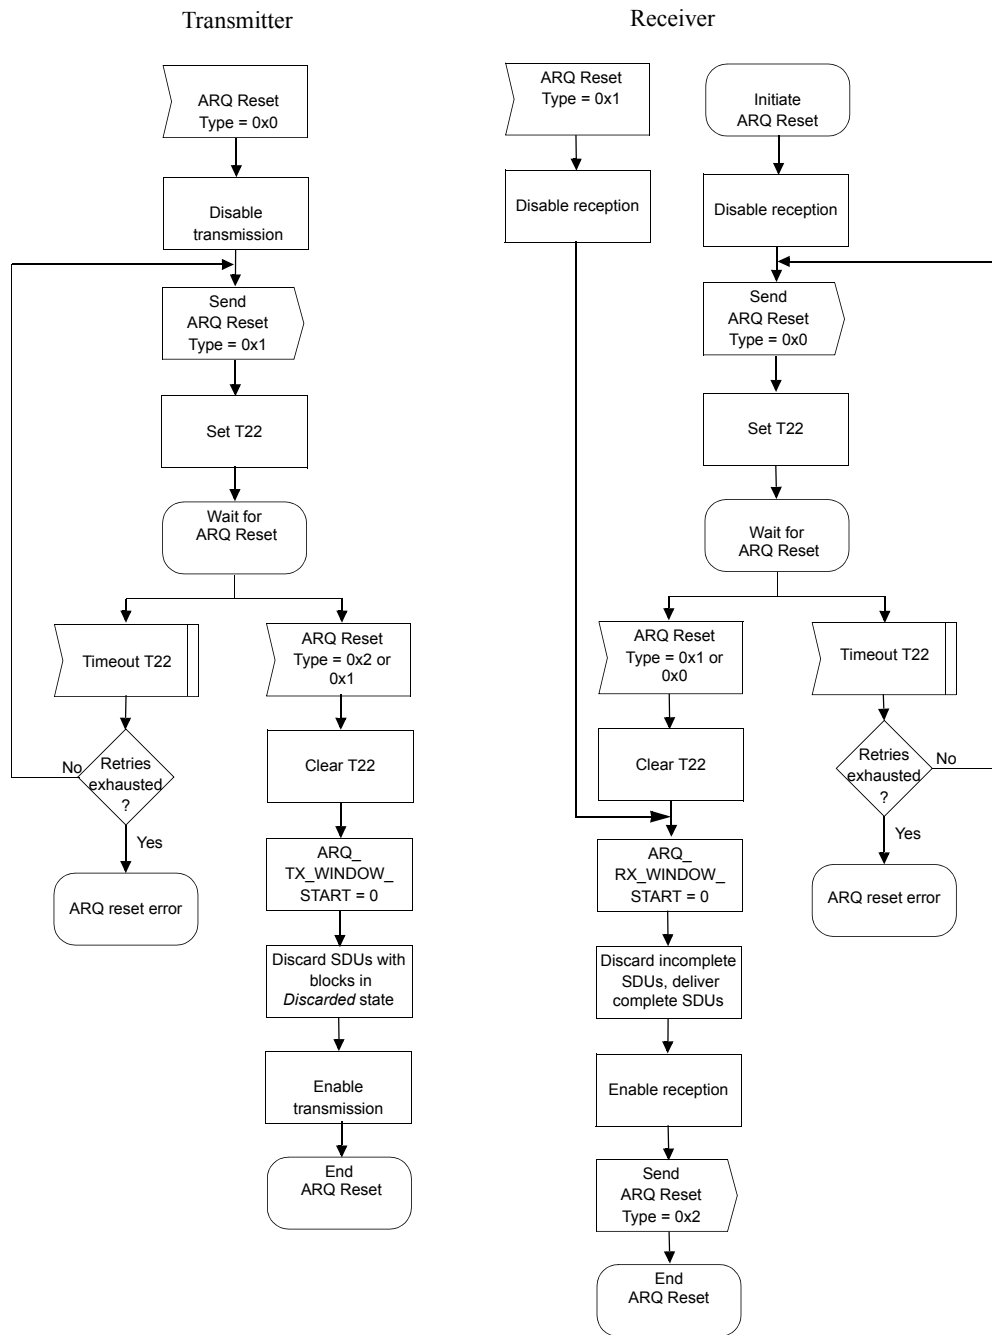 Transmitter
ARQ Reset
Type = 0x0
Disable
transmission
Send
ARQ Reset
Type = 0x1
Set T22
Wait for
ARQ Reset
Timeout T22
Retries
exhausted
?
No
Yes
ARQ reset error
ARQ Reset
Type = 0x2 or
0x1
Clear T22
ARQ_
TX_WINDOW_
START = 0
Discard SDUs with
blocks in
Discarded state
Enable
transmission
End
ARQ Reset
Receiver
ARQ Reset
Type = 0x1
Disable reception
Initiate
ARQ Reset
Disable reception
Send
ARQ Reset
Type = 0x0
Set T22
Wait for
ARQ Reset
ARQ Reset
Type = 0x1 or
0x0
Clear T22
ARQ_
RX_WINDOW_
START = 0
Discard incomplete
SDUs, deliver
complete SDUs
Enable reception
Send
ARQ Reset
Type = 0x2
End
ARQ Reset
Timeout T22
Retries
exhausted
?
No
Yes
ARQ reset error